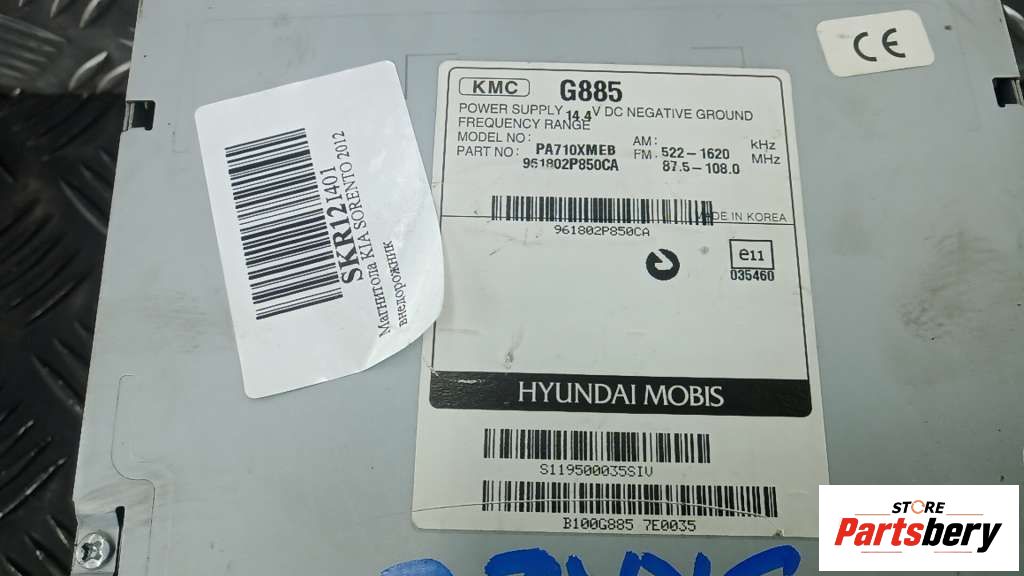 CE
KMC G885
POWER SUPPLY 14.4V DC NEGATIVE GROUND
FREQUENCY RANGE
AM: 522-1620 kHz
FM: 87.5-108.0 MHz
MODEL NO: PA710XMEB
PART NO: 961802P850CA
961802P850CA
MADE IN KOREA
e11
035460
HYUNDAI MOBIS
S119500035SIV
B100G885 7E0035
SKR12I401
Магнитола KIA SORENTO 2012
внедорожник
STORE
Partsbery